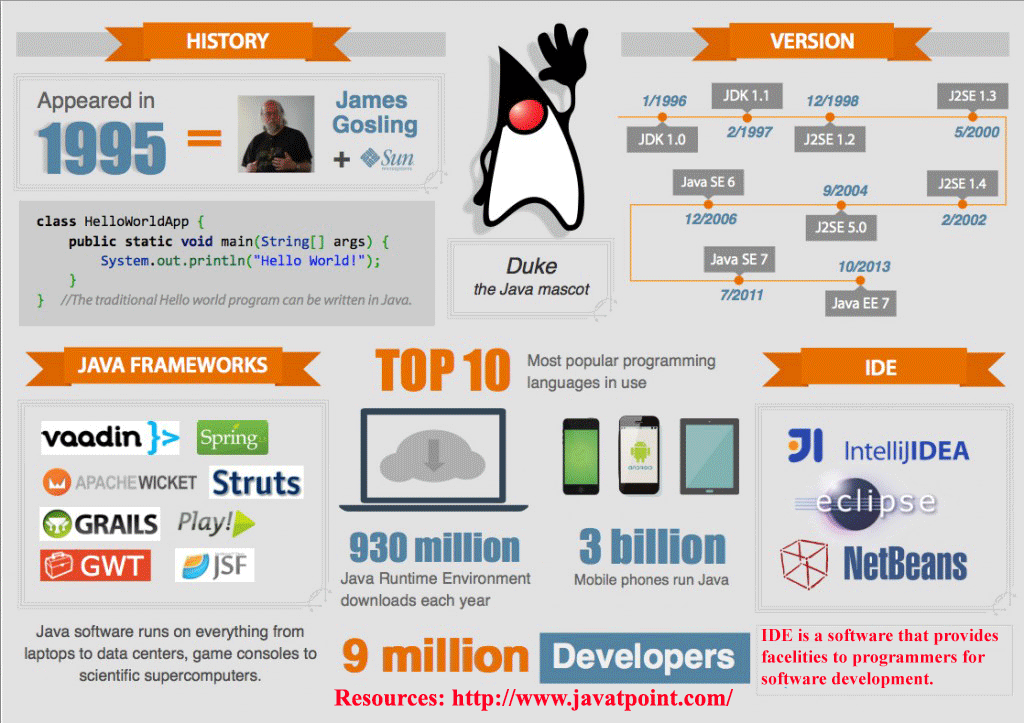 HISTORY
Appeared in
1995
=
James
Gosling
+ Sun
microsystems
class HelloWorldApp {
public static void main(String[] args) {
System.out.println("Hello World!");
}
} //The traditional Hello world program can be written in Java.
Duke
the Java mascot
VERSION
1/1996
JDK 1.1
12/1998
J2SE 1.3
JDK 1.0
2/1997
J2SE 1.2
5/2000
Java SE 6
9/2004
J2SE 1.4
12/2006
J2SE 5.0
2/2002
Java SE 7
10/2013
7/2011
Java EE 7
JAVA FRAMEWORKS
vaadin }>
Spring
APACHE WICKET
Struts
GRAILS
Play!
GWT
JSF
Java software runs on everything from
laptops to data centers, game consoles to
scientific supercomputers.
TOP 10
Most popular programming
languages in use
ANDROID
930 million
Java Runtime Environment
downloads each year
3 billion
Mobile phones run Java
9 million Developers
Resources: http://www.javatpoint.com/
IDE
JI IntelliJIDEA
eclipse
NetBeans
IDE is a software that provides
facelities to programmers for
software development.